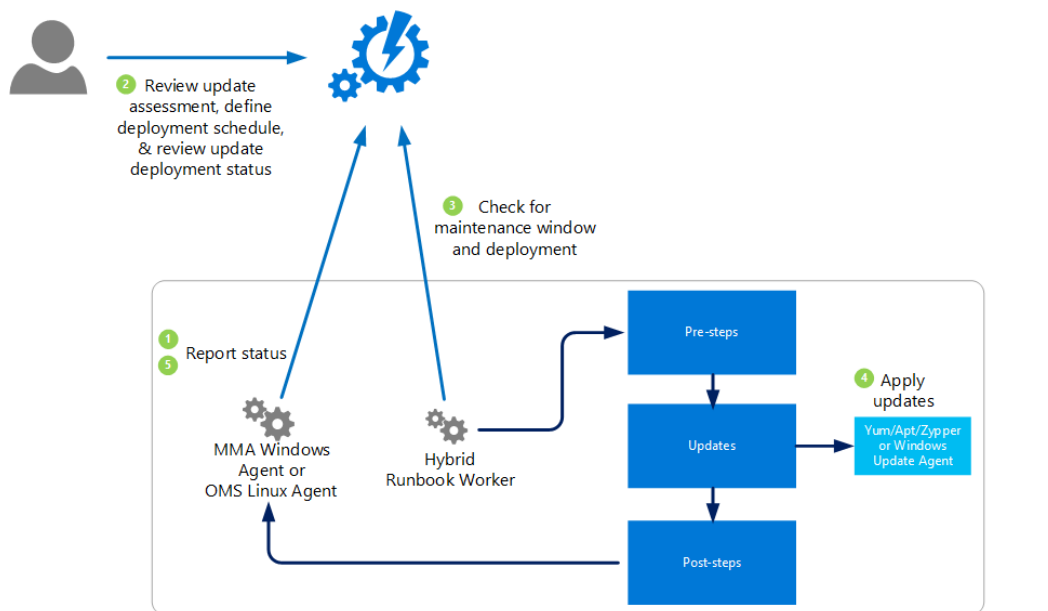 2 Review update
assessment, define
deployment schedule,
& review update
deployment status
3 Check for
maintenance window
and deployment
1
5
Report status
MMA Windows
Agent or
OMS Linux Agent
Hybrid
Runbook Worker
Pre-steps
Updates
Post-steps
4 Apply
updates
Yum/Apt/Zypper
or Windows
Update Agent